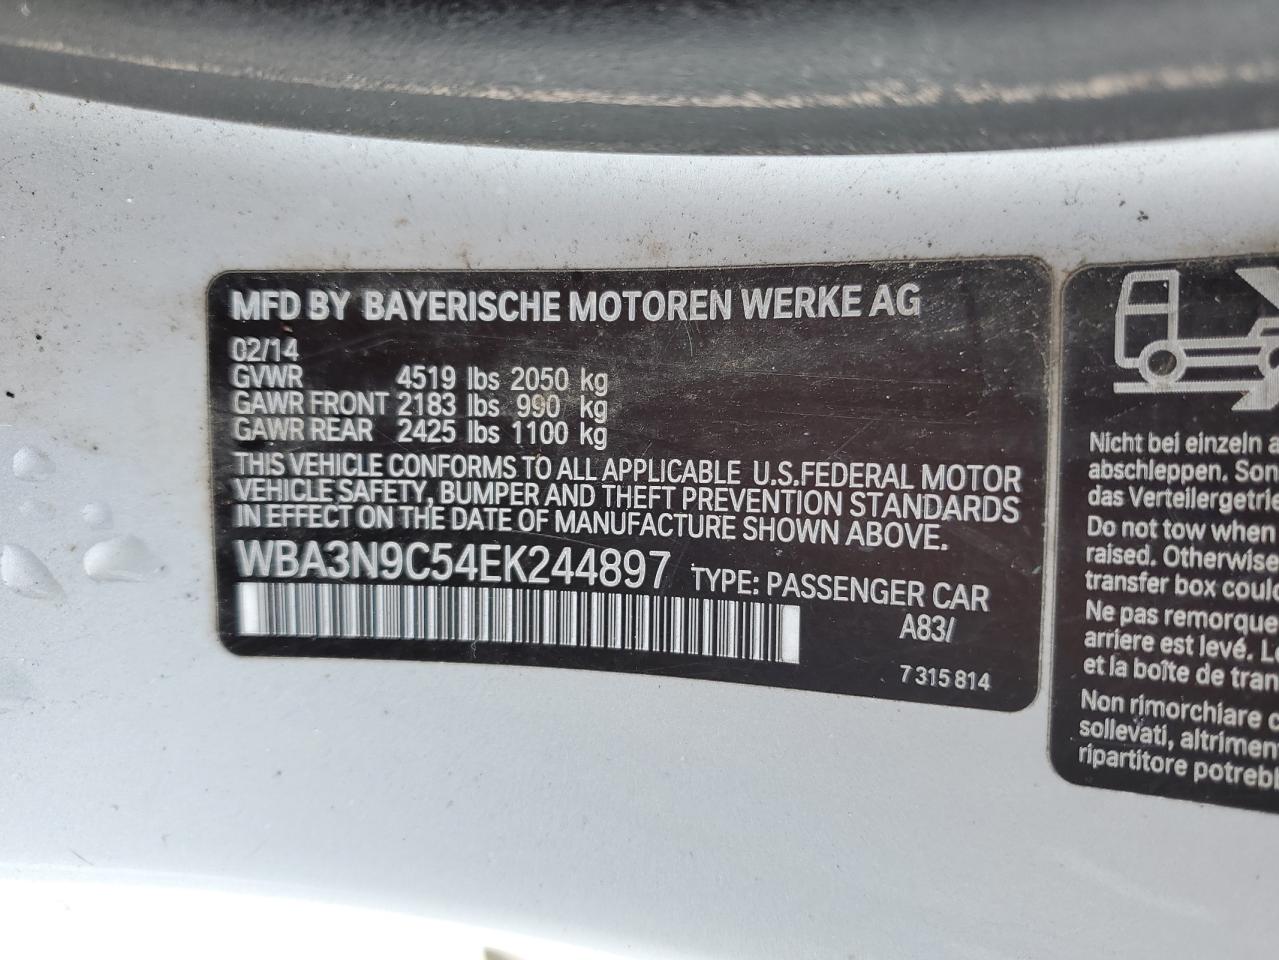 MFD BY BAYERISCHE MOTOREN WERKE AG
02/14
GVWR 4519 lbs 2050 kg
GAWR FRONT 2183 lbs 990 kg
GAWR REAR 2425 lbs 1100 kg
THIS VEHICLE CONFORMS TO ALL APPLICABLE U.S.FEDERAL MOTOR
VEHICLE SAFETY, BUMPER AND THEFT PREVENTION STANDARDS
IN EFFECT ON THE DATE OF MANUFACTURE SHOWN ABOVE.
WBA3N9C54EK244897 TYPE: PASSENGER CAR
A83/
7 315 814
Nicht bei einzeln
abschleppen. Son
das Verteilergetrie
Do not tow when
raised. Otherwise
transfer box coul
Ne pas remorque
arriere est levé. L
et la boîte de tran
Non rimorchiare
sollevati, altrimen
ripartitore potreb